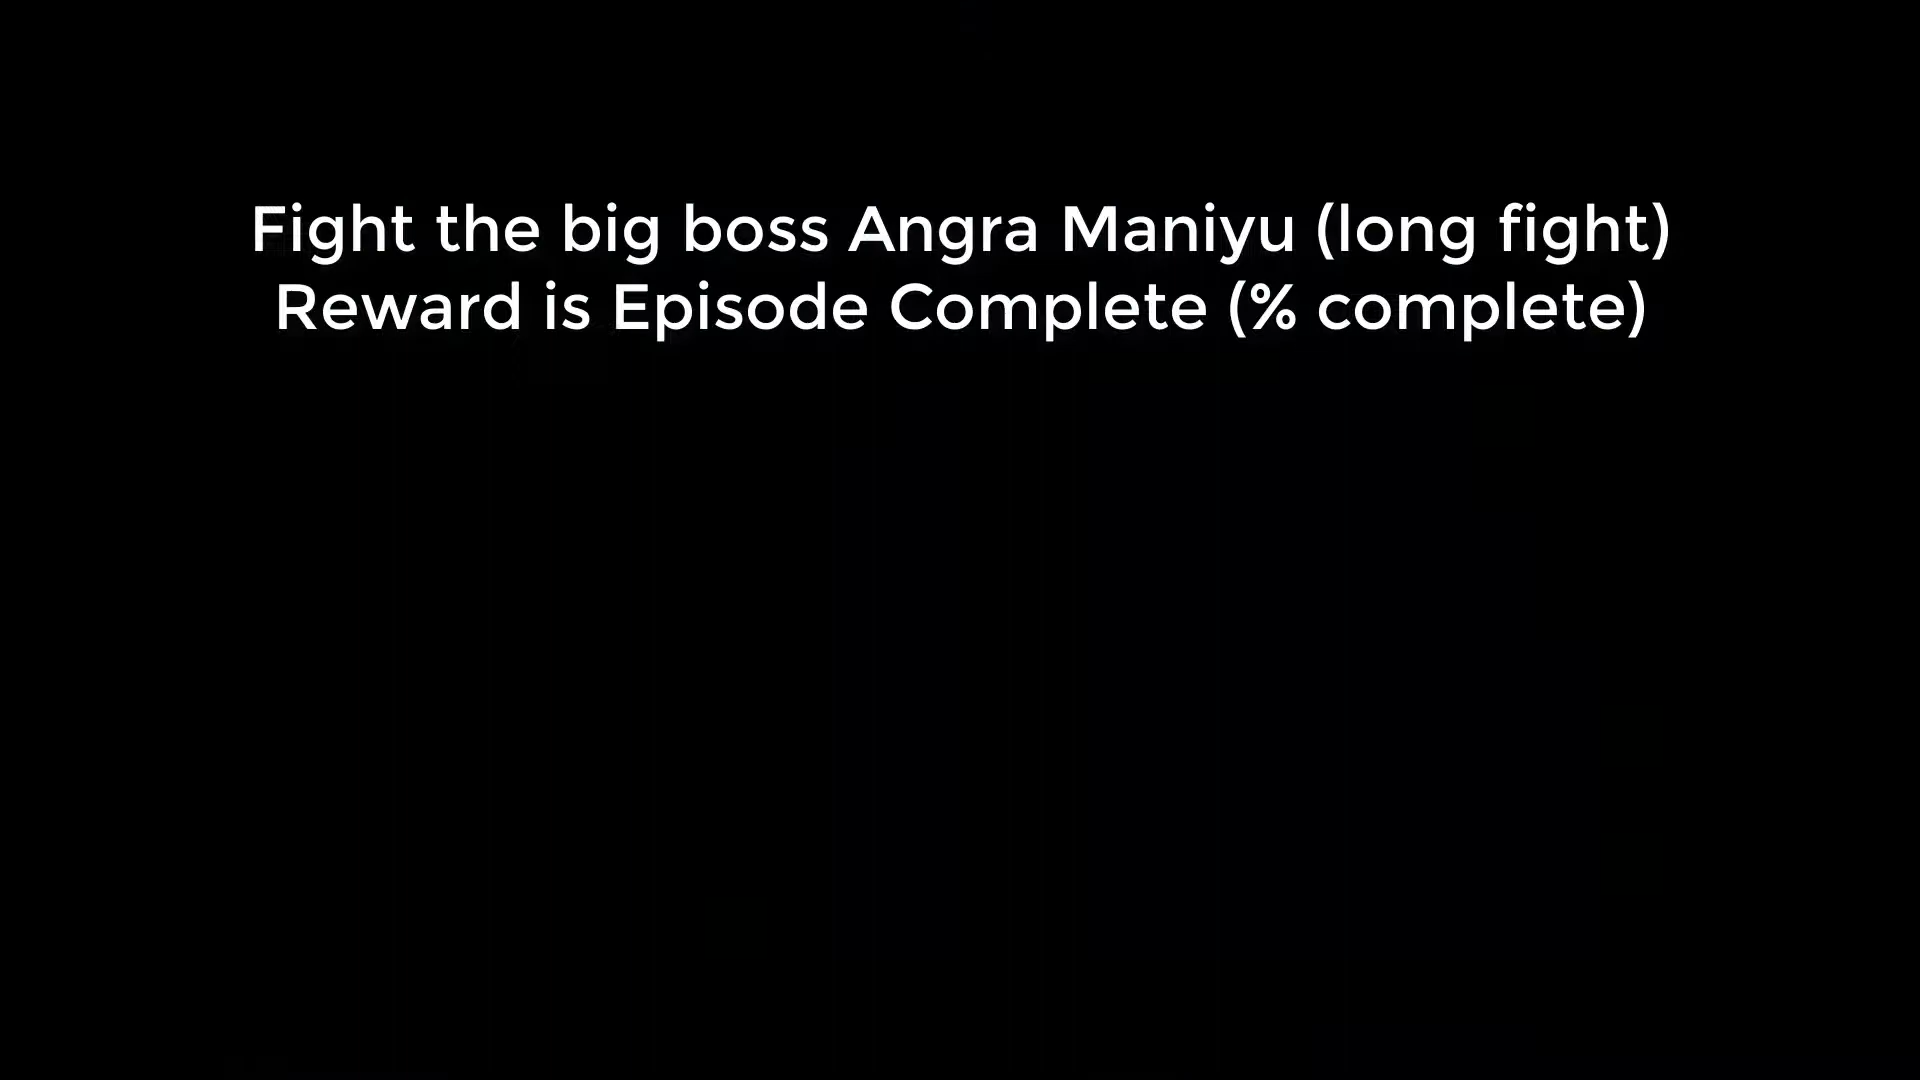 Fight the big boss Angra Maniyu (long fight)
Reward is Episode Complete (% complete)